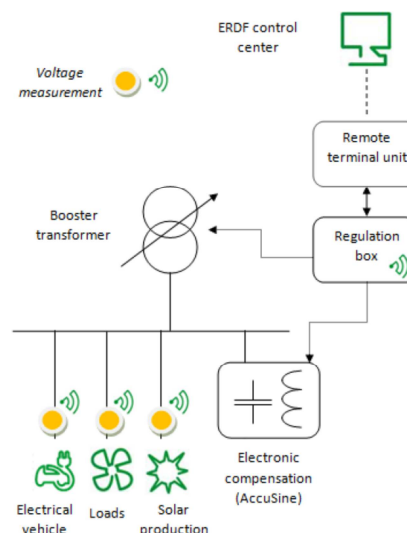 ERDF control
center
Voltage
measurement
Remote
terminal unit
Booster
transformer
Regulation
box
Electronic
compensation
(AccuSine)
Electrical
vehicle
Loads
Solar
production